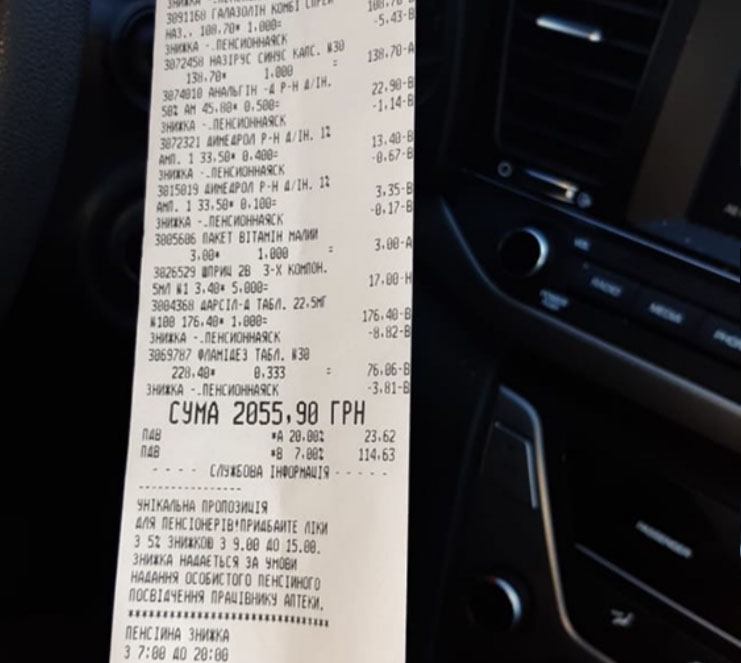 3091168 ГАЛАЗОЛІН КОМБІ СПРЕЙ
НАЗ., 108.70* 1.000= 108.70-В
ЗНИЖКА -.ПЕНСИОННАЯСК -5.43-В
3072458 НАЗІРУС СИНУС КАПС. №30
138.70* 1.000 = 138.70-А
3074010 АНАЛЬГІН -Д Р-Н Д/ІН.
50% АМ 45.80* 0.500= 22.90-В
ЗНИЖКА -.ПЕНСИОННАЯСК -1.14-В
3072321 ДИМЕДРОЛ Р-Н Д/ІН. 1%
АМП. 1 33.50* 0.400= 13.40-В
ЗНИЖКА -.ПЕНСИОННАЯСК -0.67-В
3015019 ДИМЕДРОЛ Р-Н Д/ІН. 1%
АМП. 1 33.50* 0.100= 3.35-В
ЗНИЖКА -.ПЕНСИОННАЯСК -0.17-В
3005606 ПАКЕТ ВІТАМІН МАЛИЙ
3.00* 1.000 = 3.00-А
3026529 ШПРИЦ 2В 3-Х КОМПОН.
5МЛ №1 3.40* 5.000= 17.00-Н
3004368 ДАРСІЛ-Д ТАБЛ. 22.5МГ
№100 176.40* 1.000= 176.40-В
ЗНИЖКА -.ПЕНСИОННАЯСК -8.82-В
3069787 ФЛАМІДЕЗ ТАБЛ. №30
228.40* 0.333 = 76.06-В
ЗНИЖКА -.ПЕНСИОННАЯСК -3.81-В
СУМА 2055.90 ГРН
ПДВ *А 20.00% 23.62
ПДВ *В 7.00% 114.63
- - - - СЛУЖБОВА ІНФОРМАЦІЯ - - - - -
---------------
УНІКАЛЬНА ПРОПОЗИЦІЯ
ДЛЯ ПЕНСІОНЕРІВ!ПРИДБАЙТЕ ЛІКИ
З 5% ЗНИЖКОЮ З 9.00 ДО 15.00.
ЗНИЖКА НАДАЄТЬСЯ ЗА УМОВИ
НАДАННЯ ОСОБИСТОГО ПЕНСІЙНОГО
ПОСВІДЧЕННЯ ПРАЦІВНИКУ АПТЕКИ.
******************************
ПЕНСІЙНА ЗНИЖКА
З 7:00 ДО 20:00
RADIO
MEDIA
PASSENGER